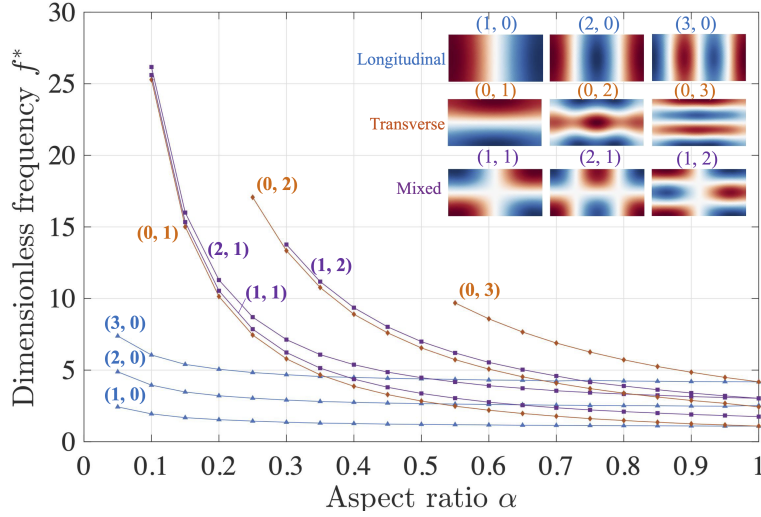 30
25
20
15
10
5
0
Dimensionless frequency f*
(1, 0) (2, 0) (3, 0)
Longitudinal
(0, 1) (0, 2) (0, 3)
Transverse
(1, 1) (2, 1) (1, 2)
Mixed
(0, 2)
(0, 1)
(2, 1)
(1, 2)
(1, 1)
(0, 3)
(3, 0)
(2, 0)
(1, 0)
0 0.1 0.2 0.3 0.4 0.5 0.6 0.7 0.8 0.9 1
Aspect ratio α